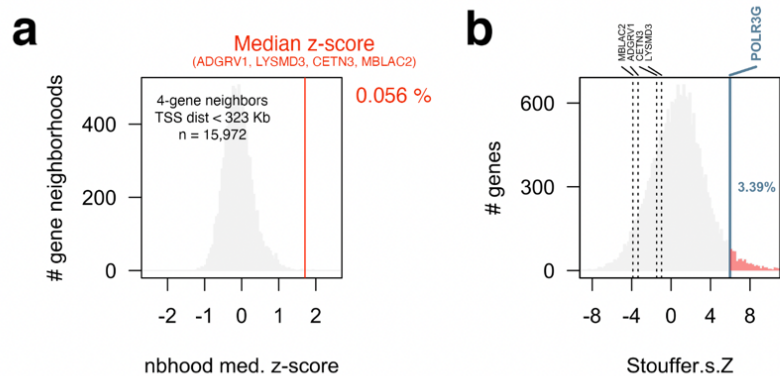 a
Median z-score
(ADGRV1, LYSMD3, CETN3, MBLAC2)
0.056 %
4-gene neighbors
TSS dist < 323 Kb
n = 15,972
# gene neighborhoods
400
200
0
-2 -1 0 1 2
nbhood med. z-score
b
MBLAC2
ADGRV1
CETN3
LYSMD3
POLR3G
3.39%
# genes
600
300
0
-8 -4 0 4 8
Stouffer.s.Z